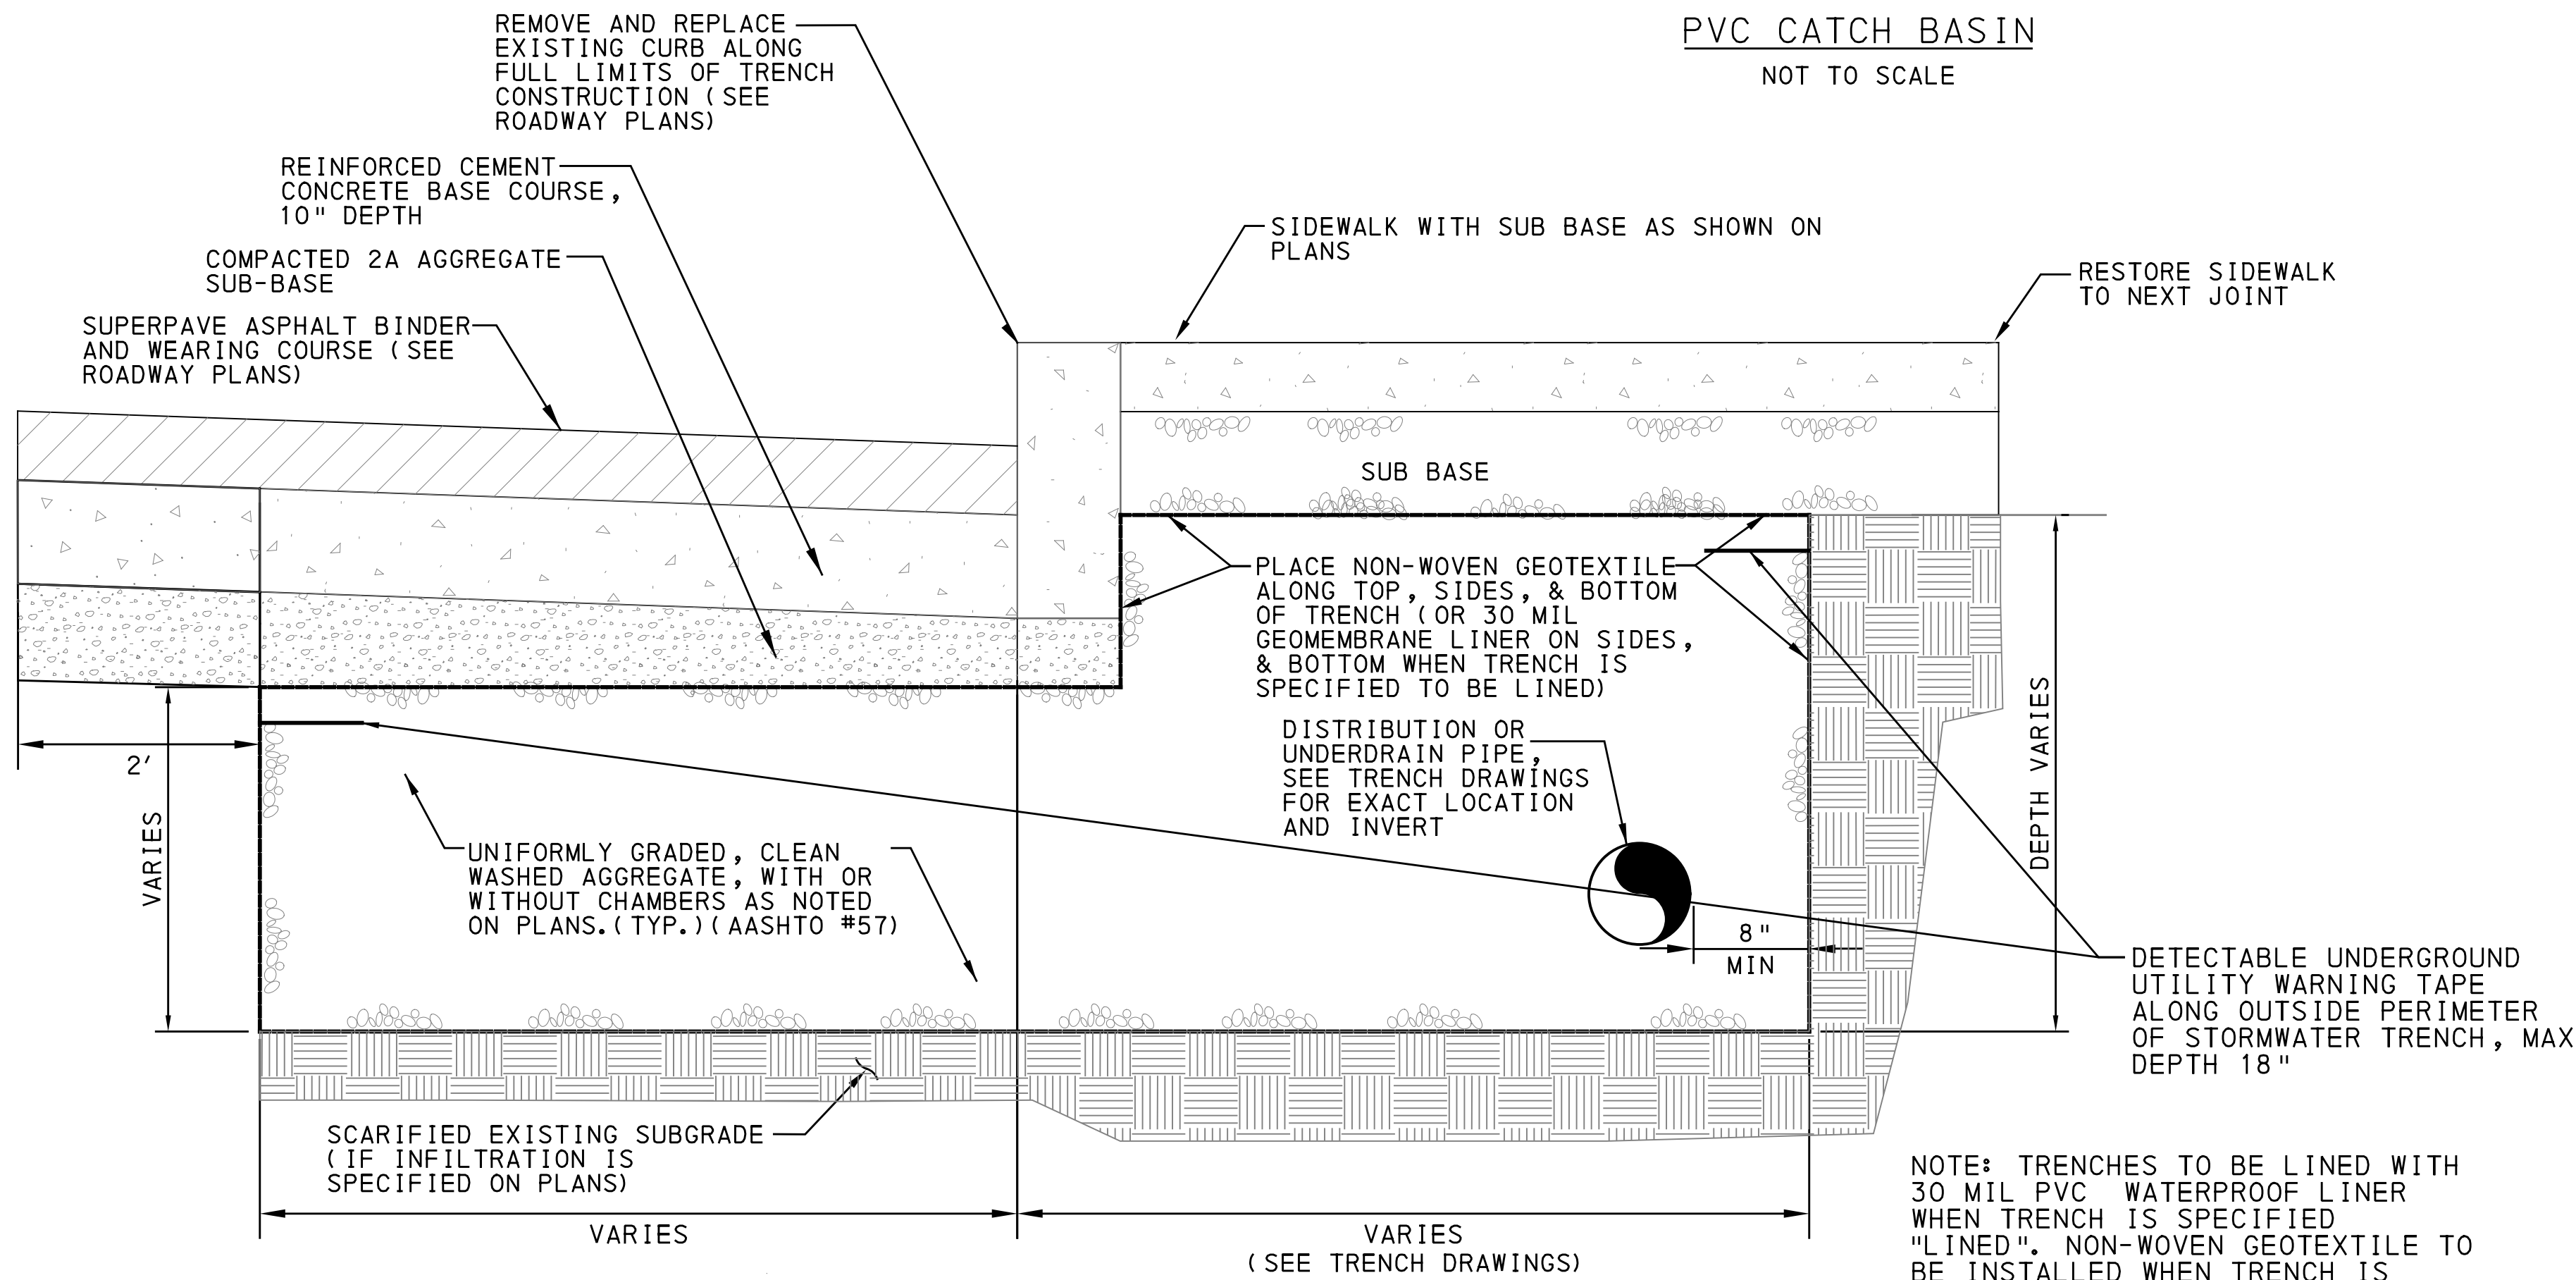 PVC CATCH BASIN
NOT TO SCALE
REMOVE AND REPLACE
EXISTING CURB ALONG
FULL LIMITS OF TRENCH
CONSTRUCTION (SEE
ROADWAY PLANS)
REINFORCED CEMENT
CONCRETE BASE COURSE,
10" DEPTH
COMPACTED 2A AGGREGATE
SUB-BASE
SUPERPAVE ASPHALT BINDER
AND WEARING COURSE (SEE
ROADWAY PLANS)
SIDEWALK WITH SUB BASE AS SHOWN ON
PLANS
RESTORE SIDEWALK
TO NEXT JOINT
SUB BASE
PLACE NON-WOVEN GEOTEXTILE
ALONG TOP, SIDES, & BOTTOM
OF TRENCH (OR 30 MIL
GEOMEMBRANE LINER ON SIDES,
& BOTTOM WHEN TRENCH IS
SPECIFIED TO BE LINED)
DISTRIBUTION OR
UNDERDRAIN PIPE,
SEE TRENCH DRAWINGS
FOR EXACT LOCATION
AND INVERT
2'
VARIES
DEPTH VARIES
UNIFORMLY GRADED, CLEAN
WASHED AGGREGATE, WITH OR
WITHOUT CHAMBERS AS NOTED
ON PLANS.(TYP.)(AASHTO #57)
8"
MIN
DETECTABLE UNDERGROUND
UTILITY WARNING TAPE
ALONG OUTSIDE PERIMETER
OF STORMWATER TRENCH, MAX
DEPTH 18"
SCARIFIED EXISTING SUBGRADE
(IF INFILTRATION IS
SPECIFIED ON PLANS)
VARIES
VARIES
(SEE TRENCH DRAWINGS)
NOTE: TRENCHES TO BE LINED WITH
30 MIL PVC WATERPROOF LINER
WHEN TRENCH IS SPECIFIED
"LINED". NON-WOVEN GEOTEXTILE TO
BE INSTALLED WHEN TRENCH IS